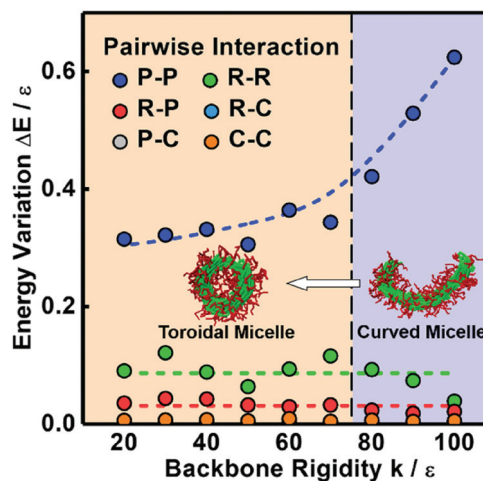 Pairwise Interaction
P-P R-R
R-P R-C
P-C C-C
Energy Variation ΔE / ε
0.6
0.4
0.2
0.0
Toroidal Micelle Curved Micelle
20 40 60 80 100
Backbone Rigidity k / ε